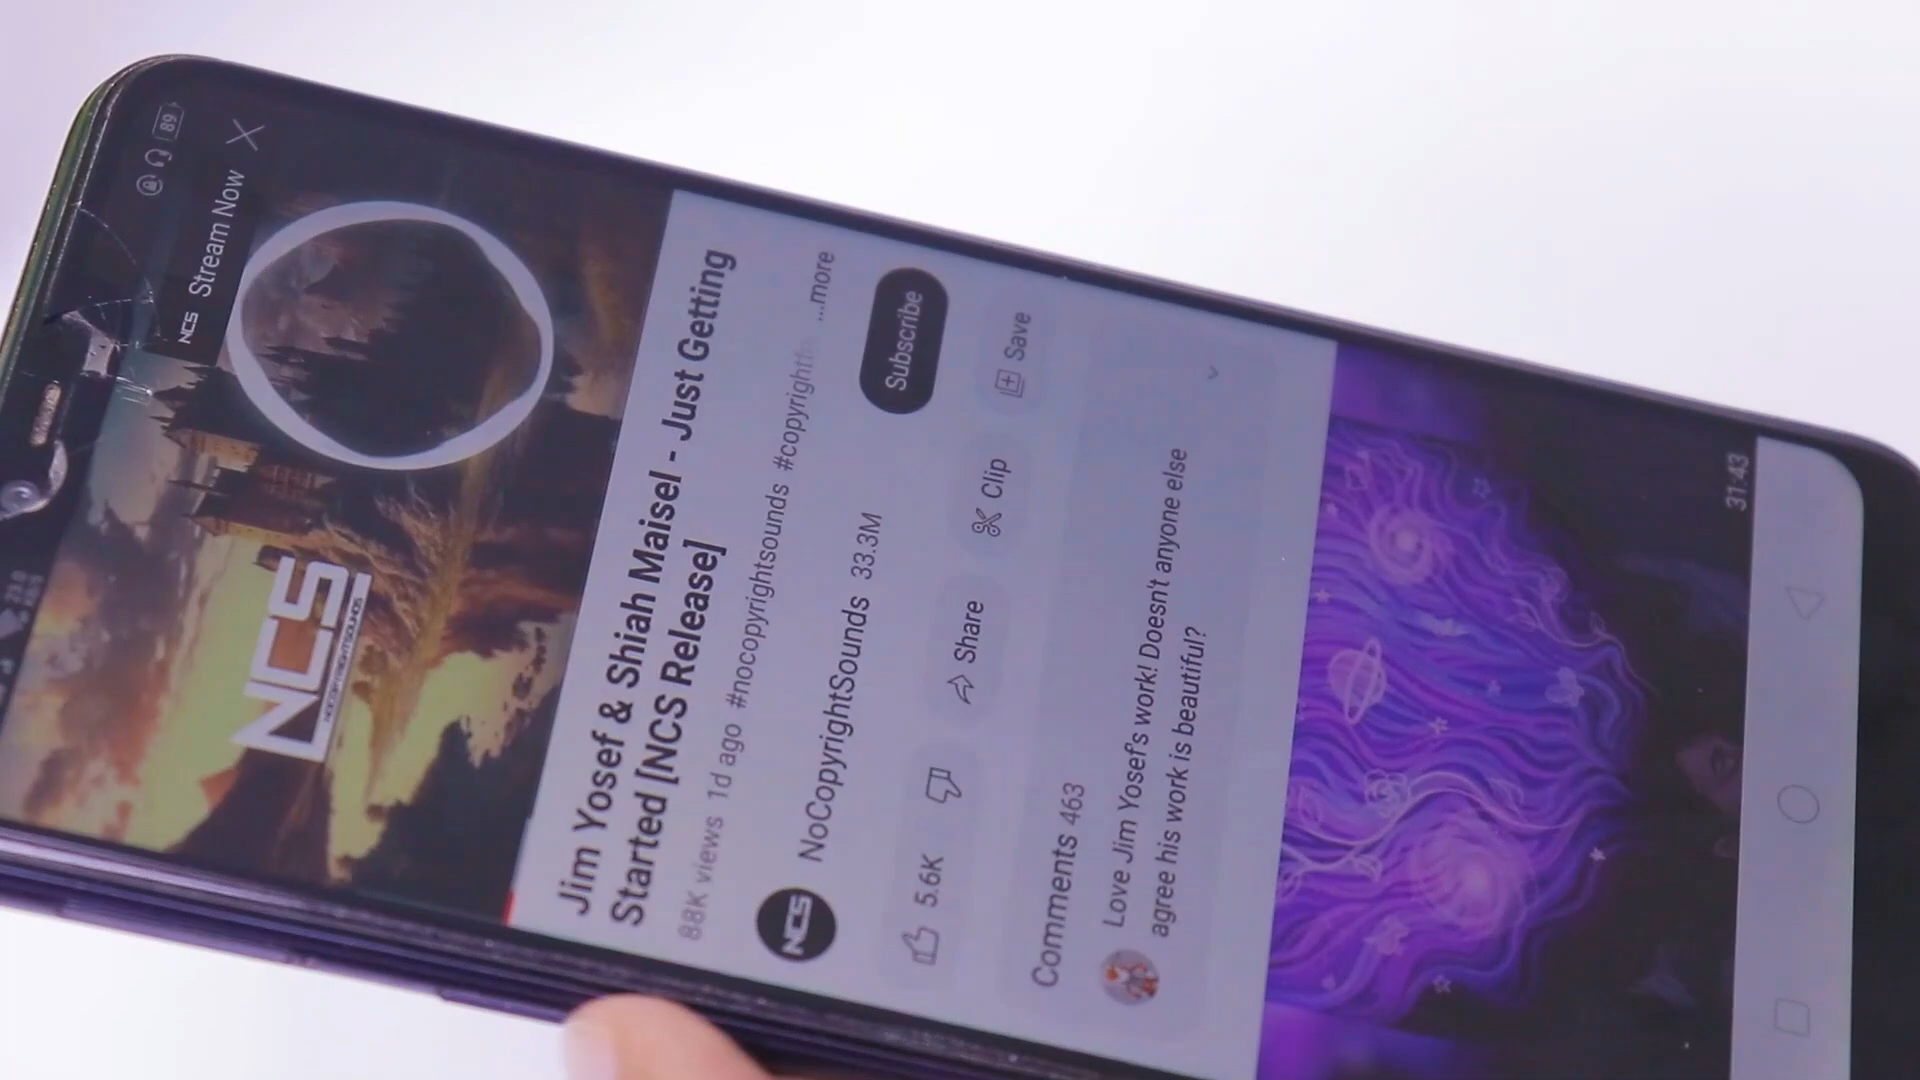 89
NCS Stream Now
NCS
NOCOPYRIGHTSOUNDS
Jim Yosef & Shiah Maisel - Just Getting
Started [NCS Release]
88K views 1d ago #nocopyrightsounds #copyright ...more
NCS NoCopyrightSounds 33.3M Subscribe
5.6K Share Clip Save
Comments 463
Love Jim Yosef's work! Doesn't anyone else
agree his work is beautiful?
31:43